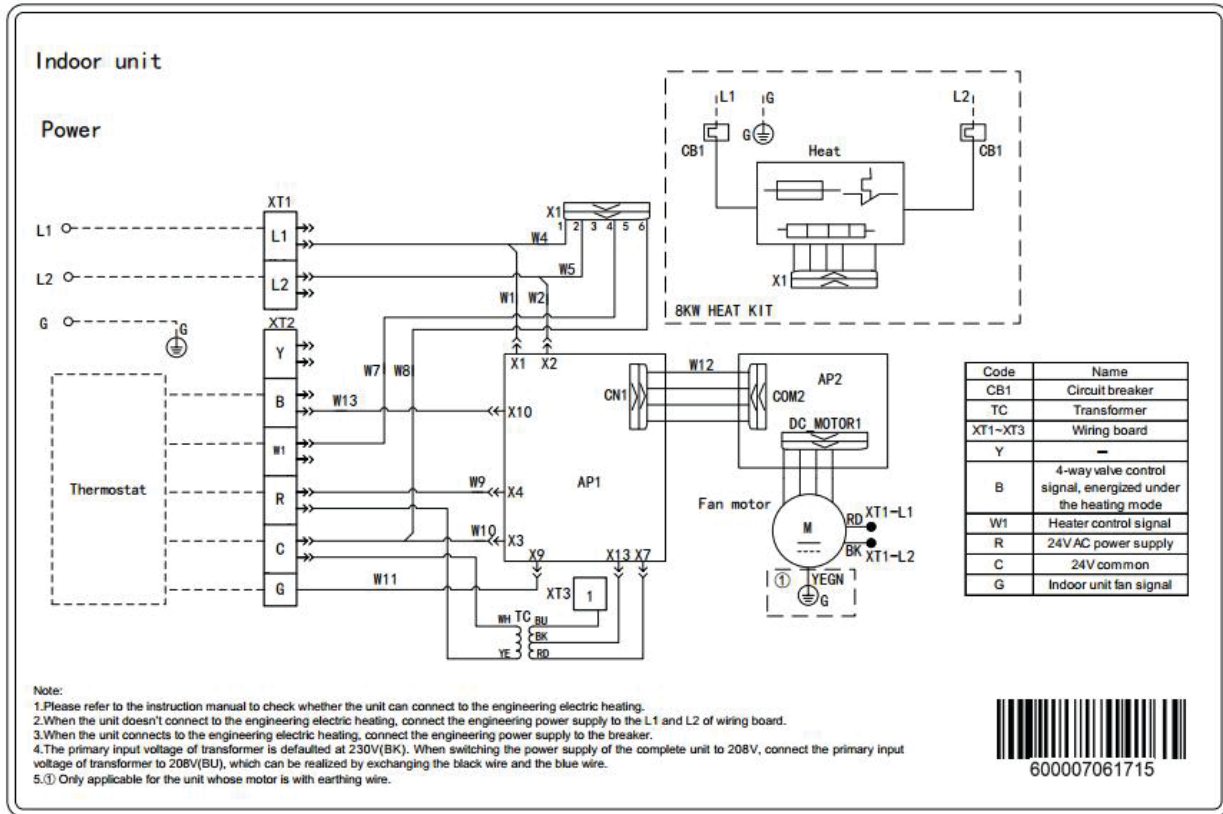 Indoor unit
Power
L1
L2
G
G
XT1
L1
L2
XT2
Y
B
W1
R
C
G
Thermostat
W13
W7
W8
W9
W10
W11
W4
W5
W1
W2
X1
1 2 3 4 5 6
X1
X2
X10
X4
X3
X9
X13
X7
AP1
CN1
W12
COM2
AP2
DC_MOTOR1
Fan motor
M
RD
XT1-L1
BK
XT1-L2
①
YEGN
G
XT3
1
WH
TC
BU
BK
YE
RD
L1
G
L2
CB1
G
CB1
Heat
X1
8KW HEAT KIT
Code Name
CB1 Circuit breaker
TC Transformer
XT1~XT3 Wiring board
Y –
B 4-way valve control
signal, energized under
the heating mode
W1 Heater control signal
R 24VAC power supply
C 24V common
G Indoor unit fan signal
Note:
1.Please refer to the instruction manual to check whether the unit can connect to the engineering electric heating.
2.When the unit doesn't connect to the engineering electric heating, connect the engineering power supply to the L1 and L2 of wiring board.
3.When the unit connects to the engineering electric heating, connect the engineering power supply to the breaker.
4.The primary input voltage of transformer is defaulted at 230V(BK). When switching the power supply of the complete unit to 208V, connect the primary input
voltage of transformer to 208V(BU), which can be realized by exchanging the black wire and the blue wire.
5.① Only applicable for the unit whose motor is with earthing wire.
600007061715